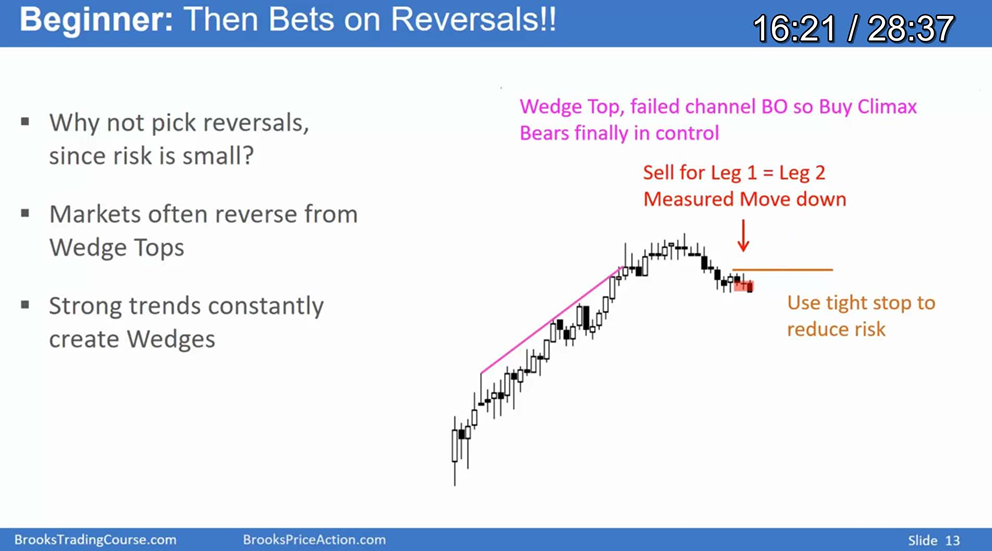 Beginner: Then Bets on Reversals!!
16:21 / 28:37
Why not pick reversals,
since risk is small?
Markets often reverse from
Wedge Tops
Strong trends constantly
create Wedges
Wedge Top, failed channel BO so Buy Climax
Bears finally in control
Sell for Leg 1 = Leg 2
Measured Move down
Use tight stop to
reduce risk
BrooksTradingCourse.com
BrooksPriceAction.com
Slide 13